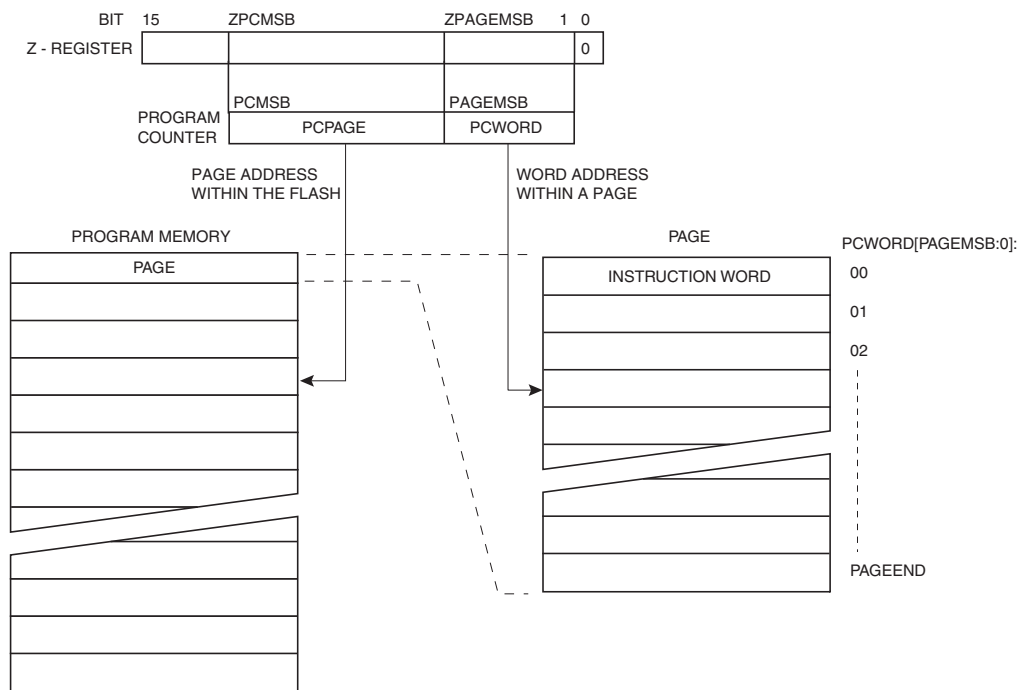 BIT 15 ZPCMSB ZPAGEMSB 1 0
Z - REGISTER 0
PCMSB PAGEMSB
PROGRAM
COUNTER
PCPAGE PCWORD
PAGE ADDRESS
WITHIN THE FLASH
WORD ADDRESS
WITHIN A PAGE
PROGRAM MEMORY
PAGE
PAGE
INSTRUCTION WORD
PCWORD[PAGEMSB:0]:
00
01
02
PAGEEND